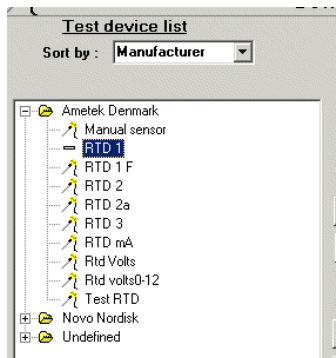 Test device list
Sort by : Manufacturer
Ametek Denmark
Manual sensor
RTD 1
RTD 1 F
RTD 2
RTD 2a
RTD 3
RTD mA
Rtd Volts
Rtd volts0-12
Test RTD
Novo Nordisk
Undefined